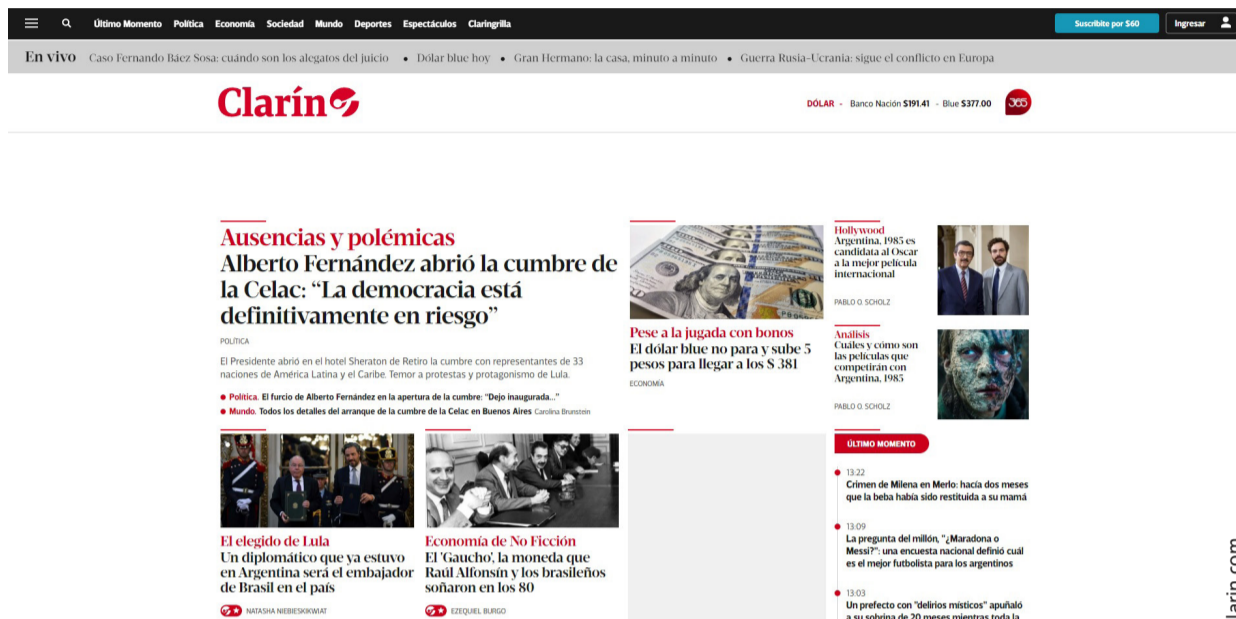 Último Momento Política Economía Sociedad Mundo Deportes Espectáculos Claringrilla Suscribite por $60 Ingresar
En vivo Caso Fernando Báez Sosa: cuándo son los alegatos del juicio • Dólar blue hoy • Gran Hermano: la casa, minuto a minuto • Guerra Rusia-Ucrania: sigue el conflicto en Europa
Clarín
DÓLAR - Banco Nación $191.41 - Blue $377.00 365
Ausencias y polémicas
Alberto Fernández abrió la cumbre de
la Celac: “La democracia está
definitivamente en riesgo”
POLÍTICA
El Presidente abrió en el hotel Sheraton de Retiro la cumbre con representantes de 33
naciones de América Latina y el Caribe. Temor a protestas y protagonismo de Lula.
• Política. El furcio de Alberto Fernández en la apertura de la cumbre: “Dejo inaugurada...”
• Mundo. Todos los detalles del arranque de la cumbre de la Celac en Buenos Aires Carolina Brunstein
Pese a la jugada con bonos
El dólar blue no para y sube 5
pesos para llegar a los $ 381
ECONOMÍA
Hollywood
Argentina, 1985 es
candidata al Oscar
a la mejor película
internacional
PABLO O. SCHOLZ
Análisis
Cuáles y cómo son
las películas que
competirán con
Argentina, 1985
PABLO O. SCHOLZ
El elegido de Lula
Un diplomático que ya estuvo
en Argentina será el embajador
de Brasil en el país
NATASHA NIEBIESKIKWIAT
Economía de No Ficción
El 'Gaucho', la moneda que
Raúl Alfonsín y los brasileños
soñaron en los 80
EZEQUIEL BURGO
ÚLTIMO MOMENTO
13:22
Crimen de Milena en Merlo: hacía dos meses
que la beba había sido restituida a su mamá
13:09
La pregunta del millón, "¿Maradona o
Messi?": una encuesta nacional definió cuál
es el mejor futbolista para los argentinos
13:03
Un prefecto con "delirios místicos" apuñaló
a su sobrina de 20 meses mientras toda la
larin.com